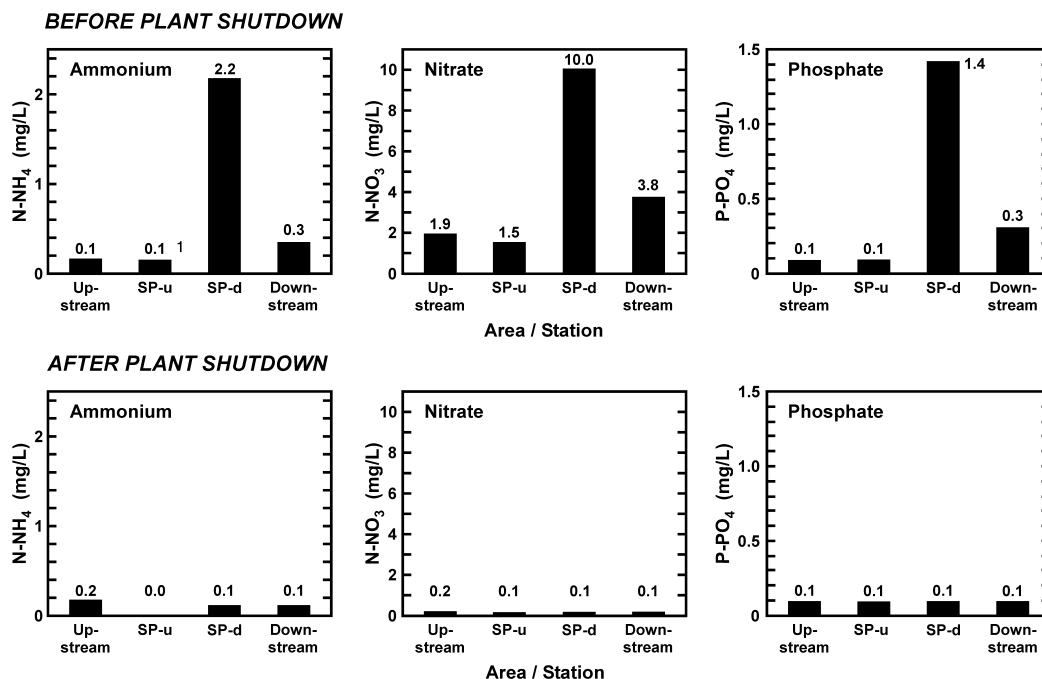 BEFORE PLANT SHUTDOWN
Ammonium
N-NH4 (mg/L)
2
1
0
0.1
0.1
1
2.2
0.3
Up-
stream
SP-u
SP-d
Down-
stream
Nitrate
N-NO3 (mg/L)
10
8
6
4
2
0
1.9
1.5
10.0
3.8
Up-
stream
SP-u
SP-d
Down-
stream
Area / Station
Phosphate
P-PO4 (mg/L)
1.5
1.0
0.5
0
0.1
0.1
1.4
0.3
Up-
stream
SP-u
SP-d
Down-
stream
AFTER PLANT SHUTDOWN
Ammonium
N-NH4 (mg/L)
2
1
0
0.2
0.0
0.1
0.1
Up-
stream
SP-u
SP-d
Down-
stream
Nitrate
N-NO3 (mg/L)
10
8
6
4
2
0
0.2
0.1
0.1
0.1
Up-
stream
SP-u
SP-d
Down-
stream
Area / Station
Phosphate
P-PO4 (mg/L)
1.5
1.0
0.5
0
0.1
0.1
0.1
0.1
Up-
stream
SP-u
SP-d
Down-
stream